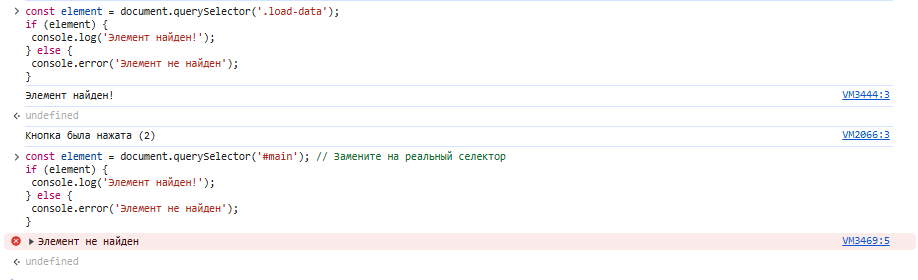 const element = document.querySelector('.load-data');
if (element) {
console.log('Элемент найден!');
} else {
console.error('Элемент не найден');
}
Элемент найден! VM3444:3
undefined
Кнопка была нажата (2) VM2066:3
const element = document.querySelector('#main'); // Замените на реальный селектор
if (element) {
console.log('Элемент найден!');
} else {
console.error('Элемент не найден');
}
Элемент не найден VM3469:5
undefined